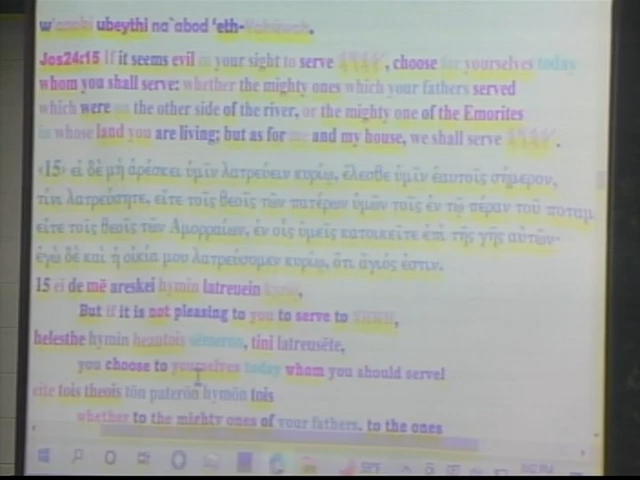 w'anoki ubeythi na`abod 'eth-Yahúwah.
Jos24:15 If it seems evil in your sight to serve 𐤉𐤄𐤅𐤄, choose for yourselves today
whom you shall serve: whether the mighty ones which your fathers served
which were on the other side of the river, or the mighty one of the Emorites
in whose land you are living; but as for me and my house, we shall serve 𐤉𐤄𐤅𐤄.
‹15› εἰ δὲ μὴ ἀρέσκει ὑμῖν λατρεύειν κυρίῳ, ἕλεσθε ὑμῖν ἑαυτοῖς σήμερον,
τίνι λατρεύσητε, εἴτε τοῖς θεοῖς τῶν πατέρων ὑμῶν τοῖς ἐν τῷ πέραν τοῦ ποταμ
εἴτε τοῖς θεοῖς τῶν Αμορραίων, ἐν οἷς ὑμεῖς κατοικεῖτε ἐπὶ τῆς γῆς αὐτῶν·
ἐγὼ δὲ καὶ ἡ οἰκία μου λατρεύσομεν κυρίῳ, ὅτι ἅγιός ἐστιν.
15 ei de mē areskei hymin latreuein
But if it is not pleasing to you to serve to
helesthe hymin heautois sēmeron, tini latreusēte,
you choose to yourselves today whom you should serve!
eite tois theois tōn paterōn hymōn tois
whether to the mighty ones of your fathers, to the ones